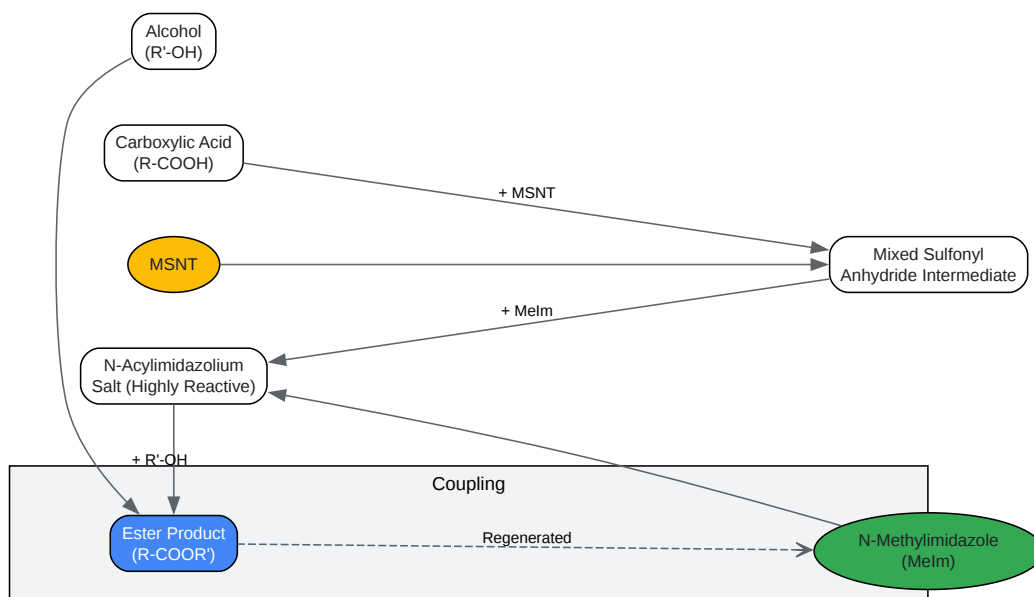 Alcohol
(R'-OH)
Carboxylic Acid
(R-COOH)
+ MSNT
MSNT
Mixed Sulfonyl
Anhydride Intermediate
+ MeIm
N-Acylimidazolium
Salt (Highly Reactive)
+ R'-OH
Coupling
Ester Product
(R-COOR')
Regenerated
N-Methylimidazole
(MeIm)